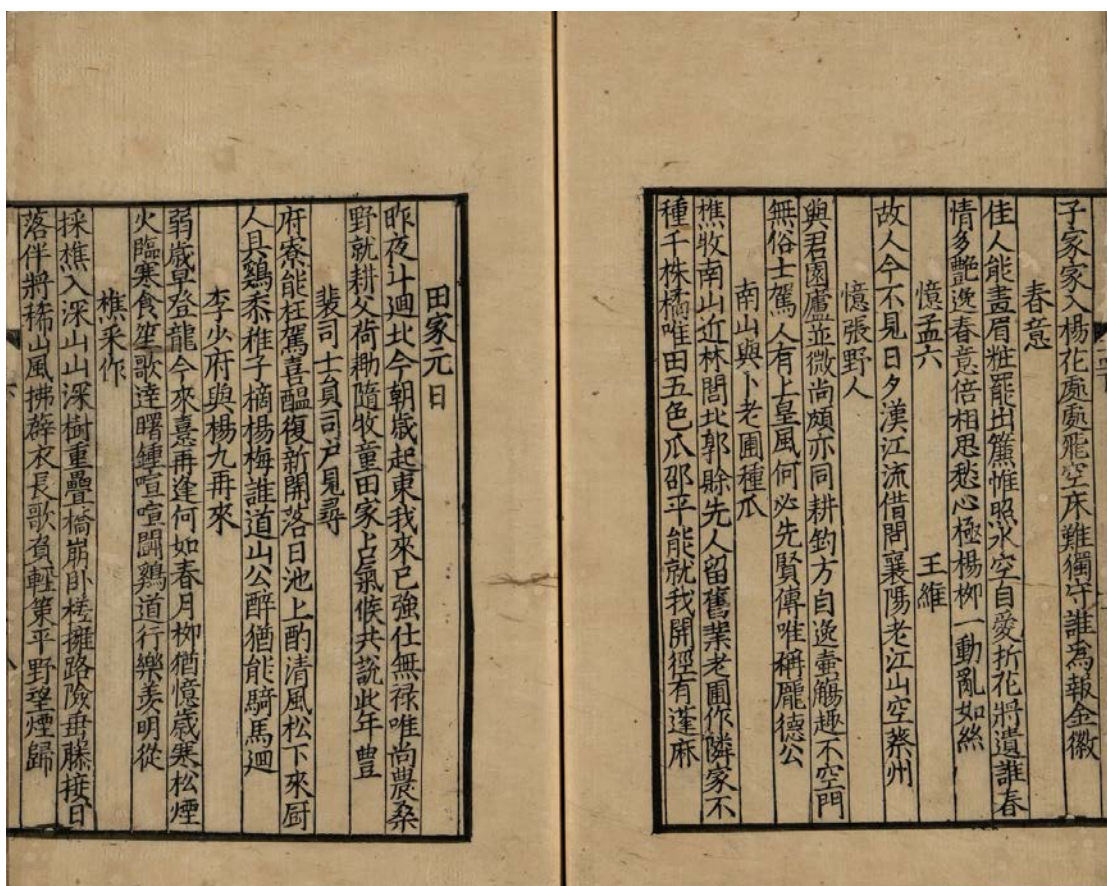 子家家入楊花處處飛空床難獨守誰爲報金徽
春意
佳人能畫眉粧罷出簾帷照水空自愛折花將遺誰春
情多艷逸春意倍相思愁心極楊柳一動亂如絲
憶孟六 王維
故人今不見日夕漢江流借問襄陽老江山空蔡州
憶張野人
與君園廬並微尚頗亦同耕釣方自逸壺觴趣不空門
無俗士駕人有上皇風何必先賢傳唯稱龐德公
南山與卜老圃種瓜
樵牧南山近林閭北郭賖先人留舊業老圃作隣家不
種千株橘唯田五色瓜邵平能就我開徑有蓬麻
田家元日
昨夜斗廻北今朝歲起東我來已強仕無祿唯尚農桑
野就耕父荷鋤隨牧童田家占氣候共說此年豐
裴司士員司戶見尋
府寮能枉駕喜醞復新開落日池上酌清風松下來厨
人具鷄黍稚子摘楊梅誰道山公醉猶能騎馬廻
李少府與楊九再來
弱歲早登龍今來憙再逢何如春月柳猶憶歲寒松煙
火臨寒食笙歌達曙鍾喧喧鬬鷄道行樂羡明從
樵采作
採樵入深山山深樹重疊橋崩卧槎擁路險垂藤接日
落伴將稀山風拂薜衣長歌負輕策平野望煙歸